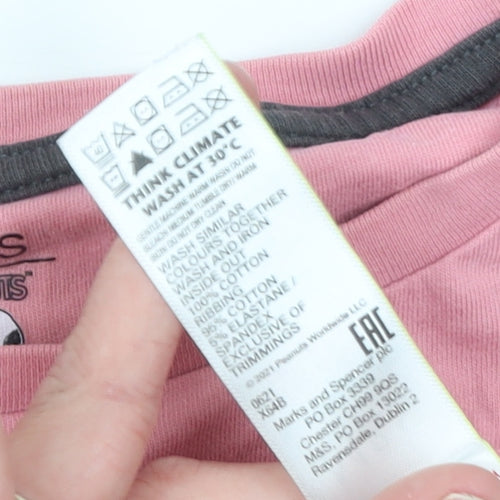 THINK CLIMATE
WASH AT 30°C
GENTLE MACHINE WARM WASH DO NOT
BLEACH MEDIUM TUMBLE DRY WARM
IRON DO NOT DRY CLEAN
WASH SIMILAR
COLOURS TOGETHER
WASH AND IRON
INSIDE OUT
100% COTTON
RIBBING
95% COTTON
5% ELASTANE/
SPANDEX
EXCLUSIVE OF
TRIMMINGS
© 2021 Peanuts Worldwide LLC
EAC
0621
X64B
Marks and Spencer plc
PO Box 3339
Chester CH99 9QS
M&S, PO Box 13022
Ravensdale, Dublin 2
S